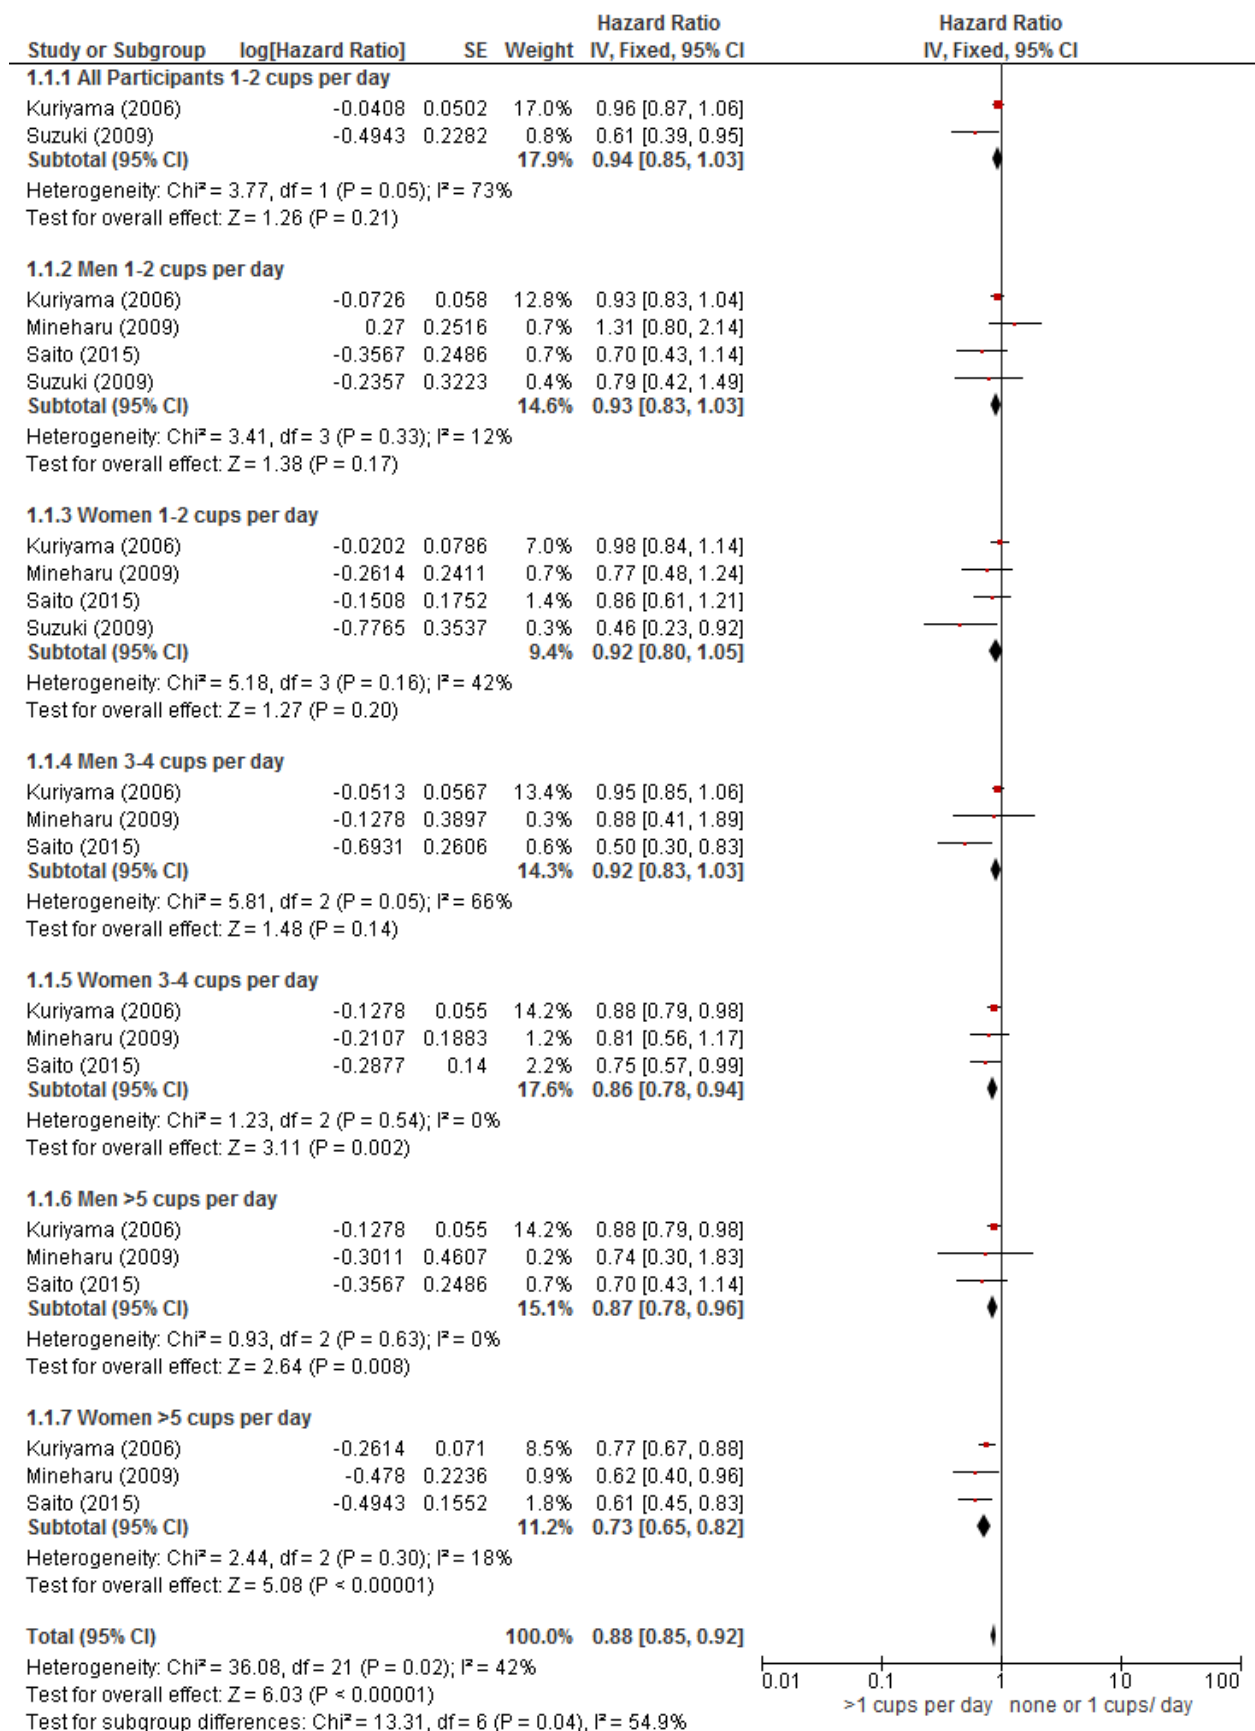 Hazard Ratio Hazard Ratio
Study or Subgroup log[Hazard Ratio] SE Weight IV, Fixed, 95% CI IV, Fixed, 95% CI
1.1.1 All Participants 1-2 cups per day
Kuriyama (2006) -0.0408 0.0502 17.0% 0.96 [0.87, 1.06]
Suzuki (2009) -0.4943 0.2282 0.8% 0.61 [0.39, 0.95]
Subtotal (95% CI) 17.9% 0.94 [0.85, 1.03]
Heterogeneity: Chi² = 3.77, df = 1 (P = 0.05); I² = 73%
Test for overall effect: Z = 1.26 (P = 0.21)
1.1.2 Men 1-2 cups per day
Kuriyama (2006) -0.0726 0.058 12.8% 0.93 [0.83, 1.04]
Mineharu (2009) 0.27 0.2516 0.7% 1.31 [0.80, 2.14]
Saito (2015) -0.3567 0.2486 0.7% 0.70 [0.43, 1.14]
Suzuki (2009) -0.2357 0.3223 0.4% 0.79 [0.42, 1.49]
Subtotal (95% CI) 14.6% 0.93 [0.83, 1.03]
Heterogeneity: Chi² = 3.41, df = 3 (P = 0.33); I² = 12%
Test for overall effect: Z = 1.38 (P = 0.17)
1.1.3 Women 1-2 cups per day
Kuriyama (2006) -0.0202 0.0786 7.0% 0.98 [0.84, 1.14]
Mineharu (2009) -0.2614 0.2411 0.7% 0.77 [0.48, 1.24]
Saito (2015) -0.1508 0.1752 1.4% 0.86 [0.61, 1.21]
Suzuki (2009) -0.7765 0.3537 0.3% 0.46 [0.23, 0.92]
Subtotal (95% CI) 9.4% 0.92 [0.80, 1.05]
Heterogeneity: Chi² = 5.18, df = 3 (P = 0.16); I² = 42%
Test for overall effect: Z = 1.27 (P = 0.20)
1.1.4 Men 3-4 cups per day
Kuriyama (2006) -0.0513 0.0567 13.4% 0.95 [0.85, 1.06]
Mineharu (2009) -0.1278 0.3897 0.3% 0.88 [0.41, 1.89]
Saito (2015) -0.6931 0.2606 0.6% 0.50 [0.30, 0.83]
Subtotal (95% CI) 14.3% 0.92 [0.83, 1.03]
Heterogeneity: Chi² = 5.81, df = 2 (P = 0.05); I² = 66%
Test for overall effect: Z = 1.48 (P = 0.14)
1.1.5 Women 3-4 cups per day
Kuriyama (2006) -0.1278 0.055 14.2% 0.88 [0.79, 0.98]
Mineharu (2009) -0.2107 0.1883 1.2% 0.81 [0.56, 1.17]
Saito (2015) -0.2877 0.14 2.2% 0.75 [0.57, 0.99]
Subtotal (95% CI) 17.6% 0.86 [0.78, 0.94]
Heterogeneity: Chi² = 1.23, df = 2 (P = 0.54); I² = 0%
Test for overall effect: Z = 3.11 (P = 0.002)
1.1.6 Men >5 cups per day
Kuriyama (2006) -0.1278 0.055 14.2% 0.88 [0.79, 0.98]
Mineharu (2009) -0.3011 0.4607 0.2% 0.74 [0.30, 1.83]
Saito (2015) -0.3567 0.2486 0.7% 0.70 [0.43, 1.14]
Subtotal (95% CI) 15.1% 0.87 [0.78, 0.96]
Heterogeneity: Chi² = 0.93, df = 2 (P = 0.63); I² = 0%
Test for overall effect: Z = 2.64 (P = 0.008)
1.1.7 Women >5 cups per day
Kuriyama (2006) -0.2614 0.071 8.5% 0.77 [0.67, 0.88]
Mineharu (2009) -0.478 0.2236 0.9% 0.62 [0.40, 0.96]
Saito (2015) -0.4943 0.1552 1.8% 0.61 [0.45, 0.83]
Subtotal (95% CI) 11.2% 0.73 [0.65, 0.82]
Heterogeneity: Chi² = 2.44, df = 2 (P = 0.30); I² = 18%
Test for overall effect: Z = 5.08 (P < 0.00001)
Total (95% CI) 100.0% 0.88 [0.85, 0.92]
Heterogeneity: Chi² = 36.08, df = 21 (P = 0.02); I² = 42%
Test for overall effect: Z = 6.03 (P < 0.00001)
Test for subgroup differences: Chi² = 13.31, df = 6 (P = 0.04), I² = 54.9%
0.01 0.1 1 10 100
>1 cups per day none or 1 cups/ day